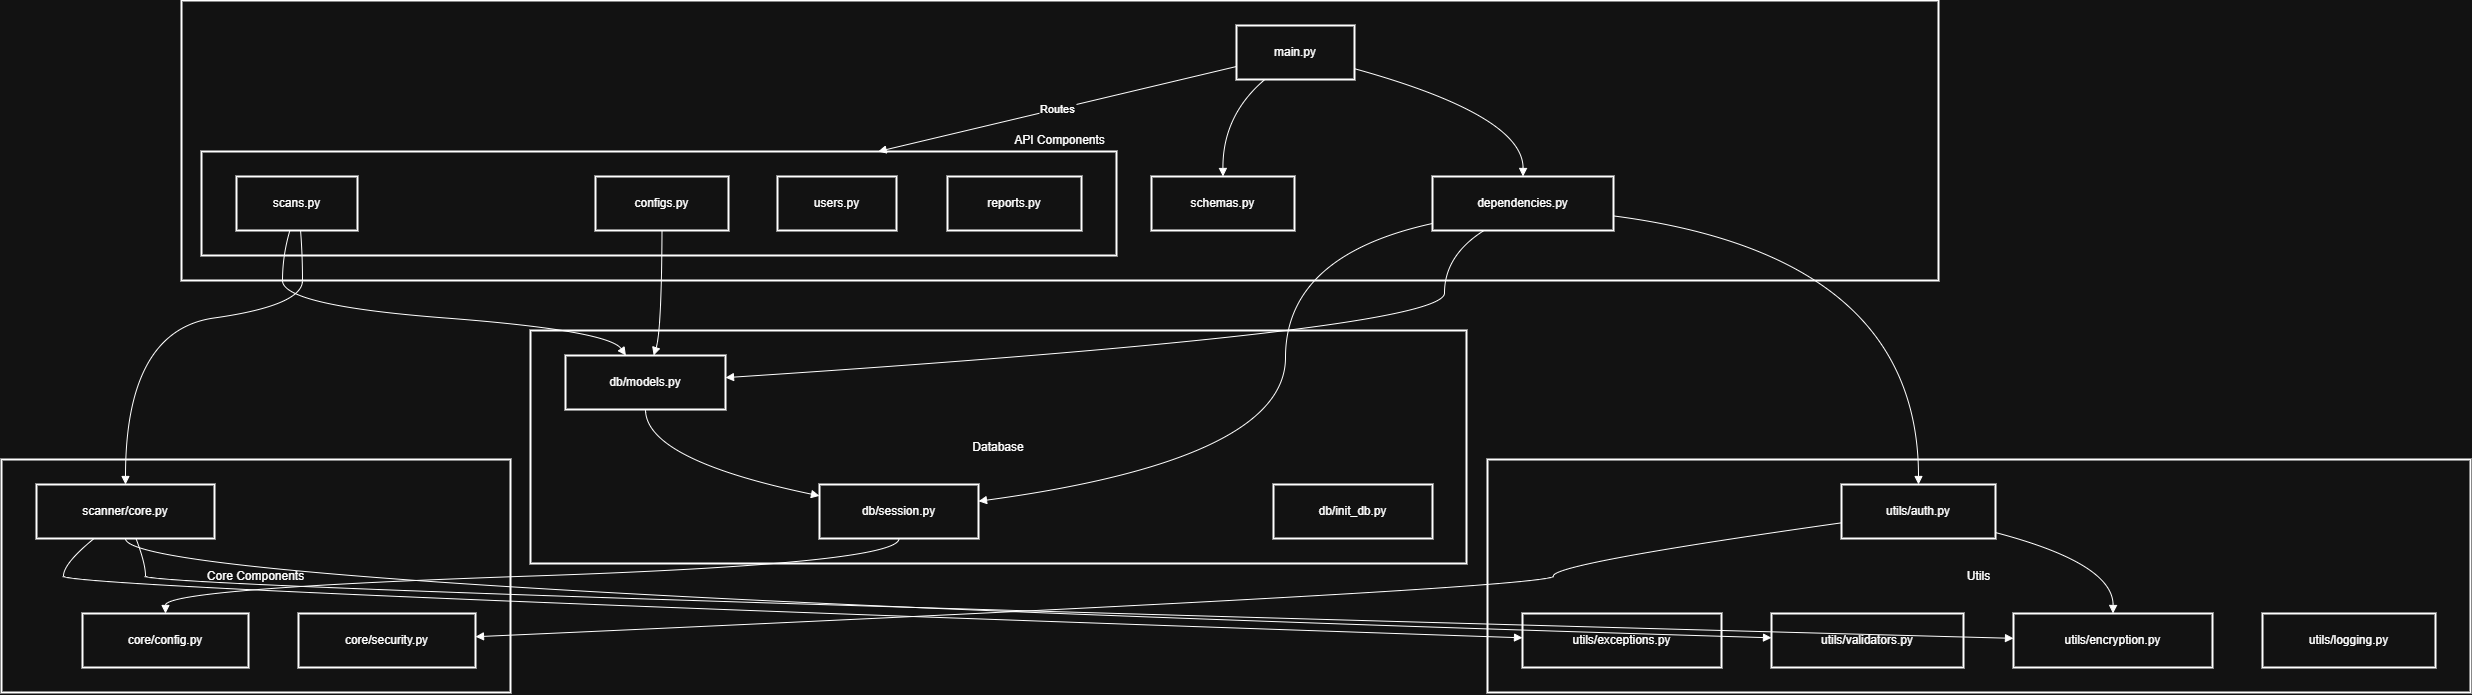 main.py
Routes
API Components
scans.py
configs.py
users.py
reports.py
schemas.py
dependencies.py
db/models.py
Database
scanner/core.py
db/session.py
db/init_db.py
utils/auth.py
Core Components
Utils
core/config.py
core/security.py
utils/exceptions.py
utils/validators.py
utils/encryption.py
utils/logging.py